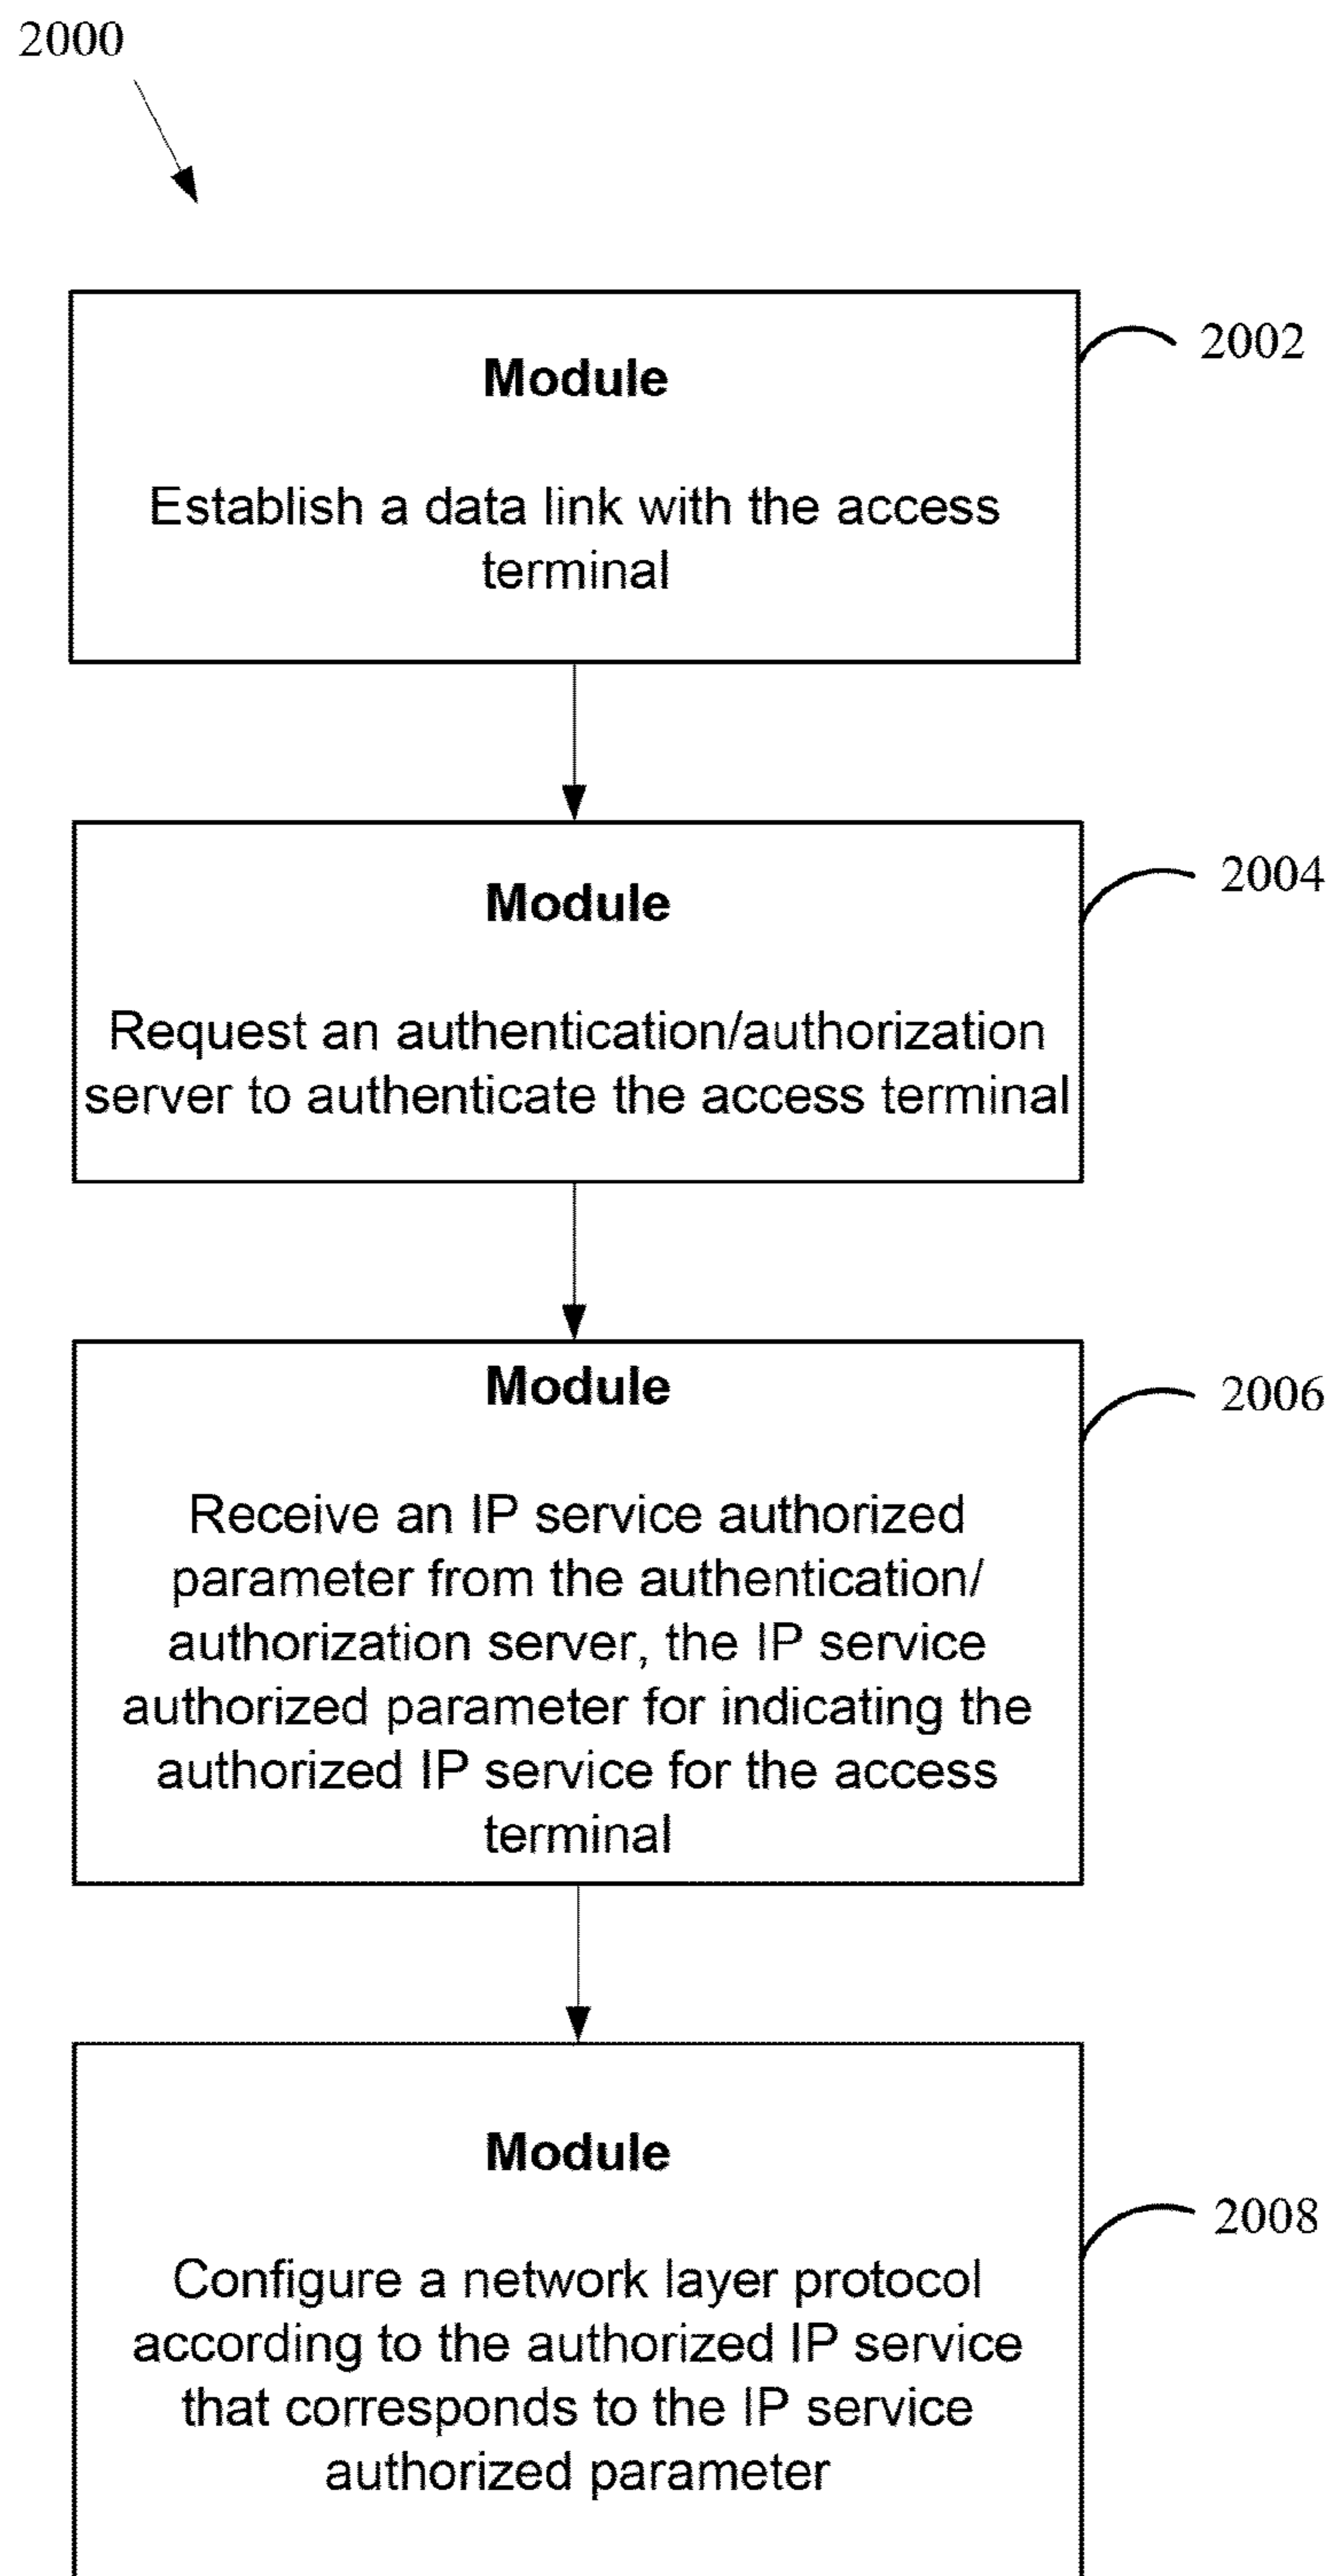 2000
Module
2002
Establish a data link with the access
terminal
Module
2004
Request an authentication/authorization
server to authenticate the access terminal
Module
2006
Receive an IP service authorized
parameter from the authentication/
authorization server, the IP service
authorized parameter for indicating the
authorized IP service for the access
terminal
Module
2008
Configure a network layer protocol
according to the authorized IP service
that corresponds to the IP service
authorized parameter